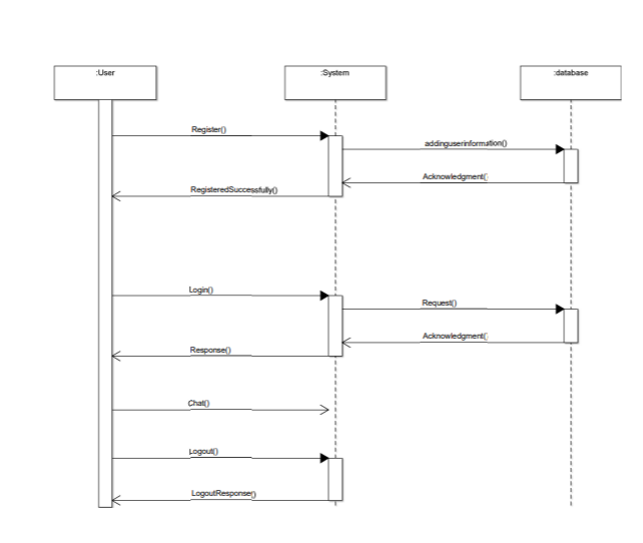 :User
:System
:database
Register()
addinguserinformation()
Acknowledgment(
RegisteredSuccessfully()
Login()
Request()
Acknowledgment(
Response()
Chat()
Logout()
LogoutResponse()